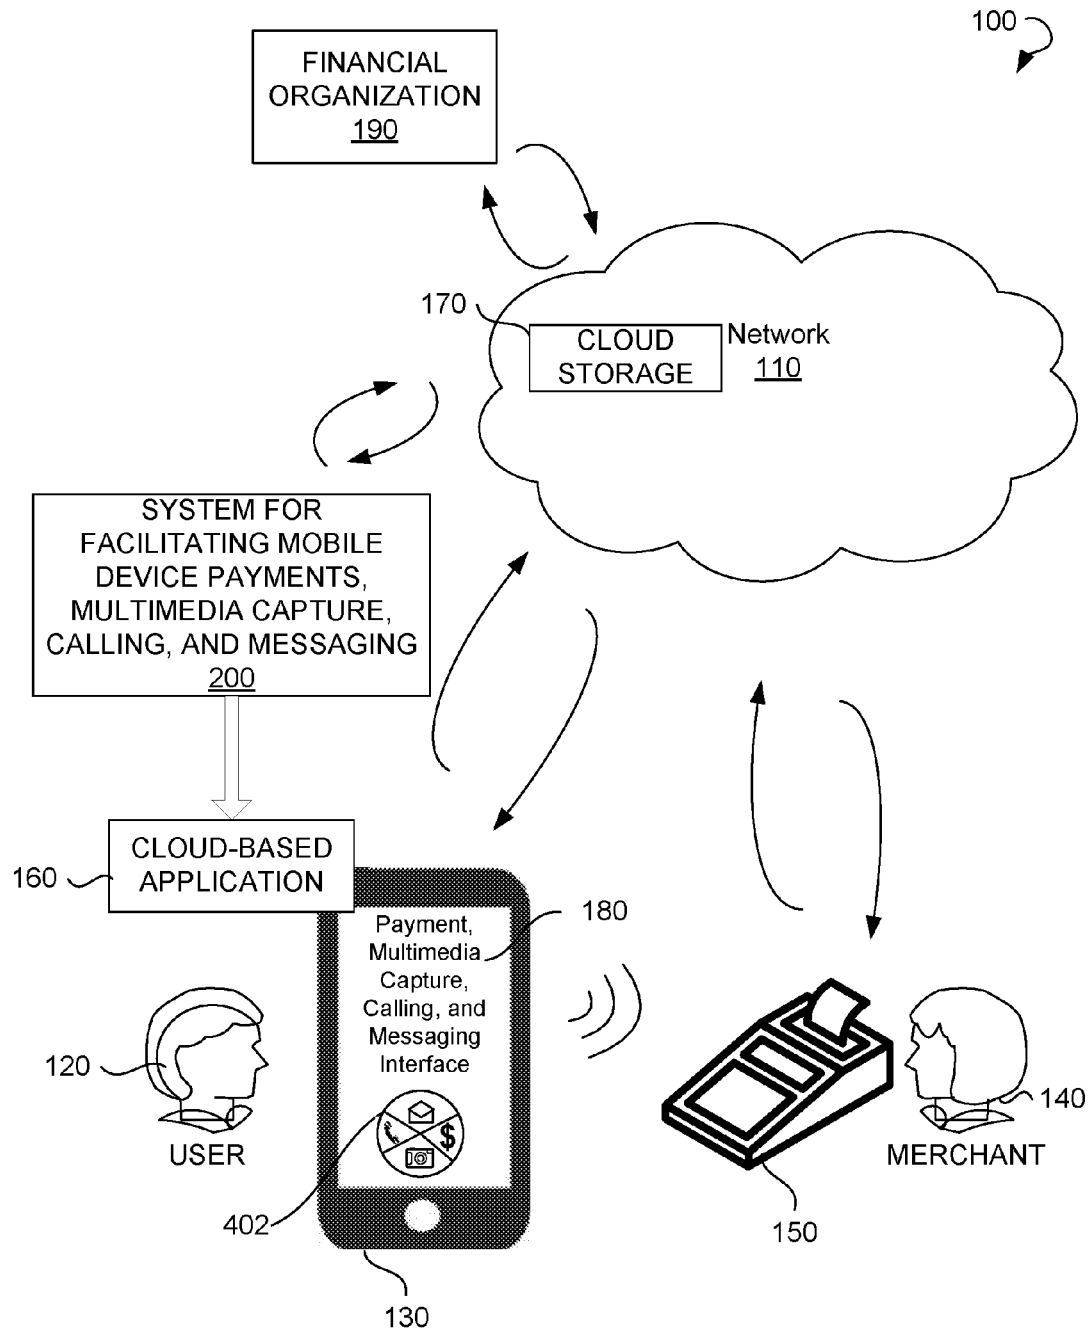 100
FINANCIAL
ORGANIZATION
190
170
CLOUD
STORAGE
Network
110
SYSTEM FOR
FACILITATING MOBILE
DEVICE PAYMENTS,
MULTIMEDIA CAPTURE,
CALLING, AND MESSAGING
200
CLOUD-BASED
APPLICATION
160
180
Payment,
Multimedia
Capture,
Calling, and
Messaging
Interface
120
USER
$
402
130
140
MERCHANT
150